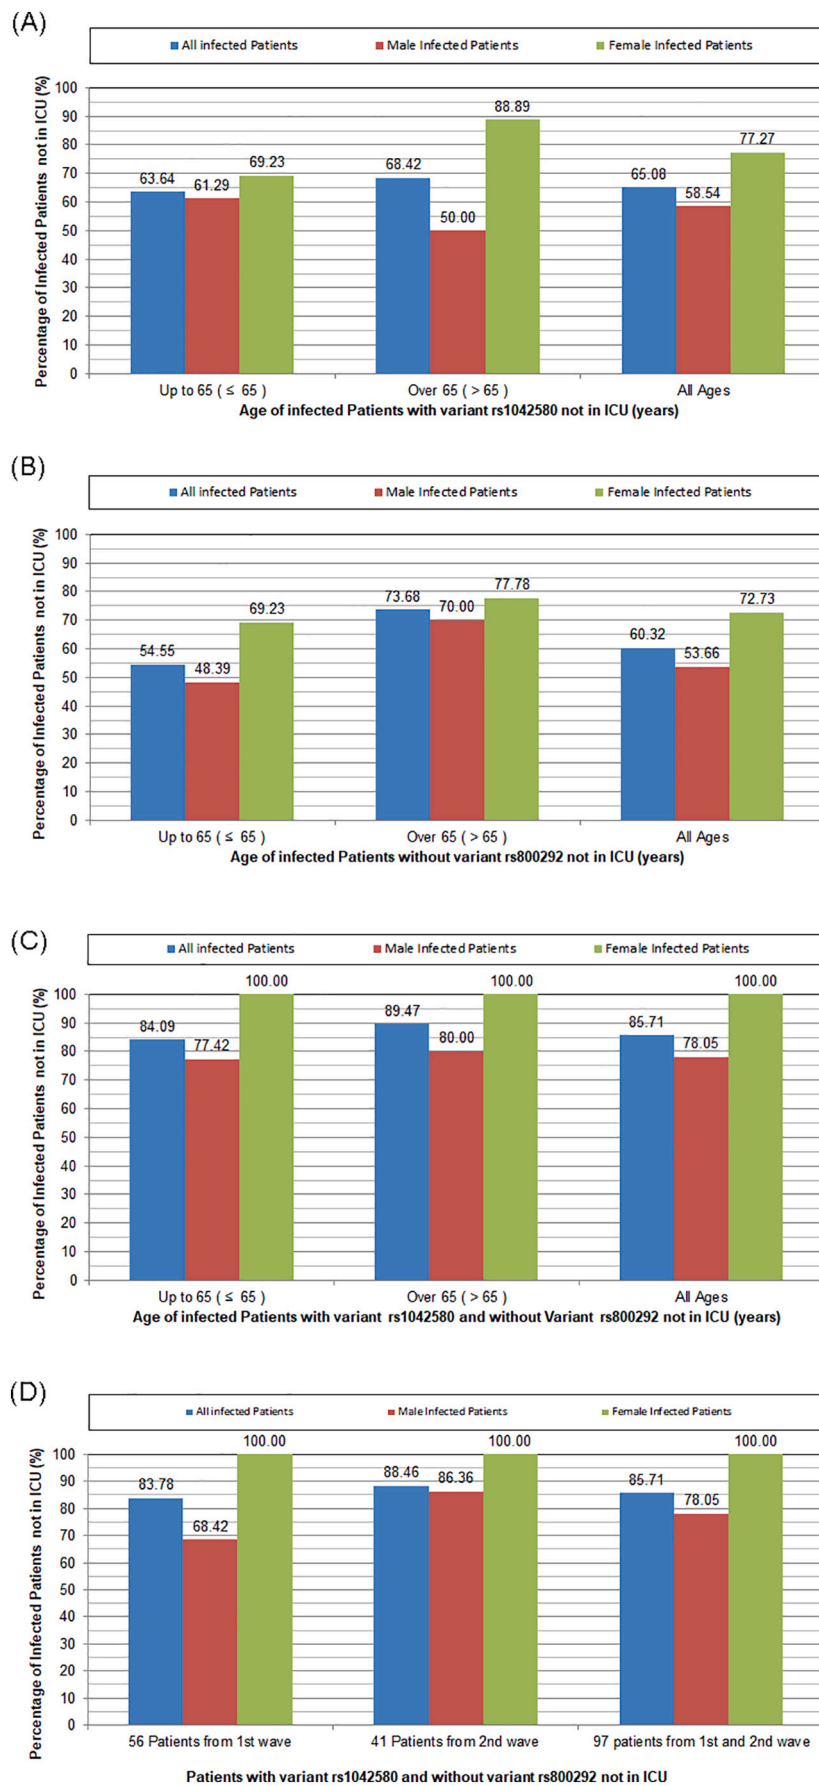 (A)
All infected Patients Male Infected Patients Female Infected Patients
Percentage of Infected Patients not in ICU (%)
100
90
80
70
60
50
40
30
20
10
0
63.64 61.29 69.23 68.42 50.00 88.89 65.08 58.54 77.27
Up to 65 ( ≤ 65 ) Over 65 ( > 65 ) All Ages
Age of infected Patients with variant rs1042580 not in ICU (years)
(B)
All infected Patients Male Infected Patients Female Infected Patients
Percentage of Infected Patients not in ICU (%)
100
90
80
70
60
50
40
30
20
10
0
54.55 48.39 69.23 73.68 70.00 77.78 60.32 53.66 72.73
Up to 65 ( ≤ 65 ) Over 65 ( > 65 ) All Ages
Age of infected Patients without variant rs800292 not in ICU (years)
(C)
All infected Patients Male Infected Patients Female Infected Patients
Percentage of Infected Patients not in ICU (%)
100
90
80
70
60
50
40
30
20
10
0
84.09 77.42 100.00 89.47 80.00 100.00 85.71 78.05 100.00
Up to 65 ( ≤ 65 ) Over 65 ( > 65 ) All Ages
Age of infected Patients with variant rs1042580 and without Variant rs800292 not in ICU (years)
(D)
All infected Patients Male Infected Patients Female Infected Patients
Percentage of Infected Patients not in ICU (%)
100
90
80
70
60
50
40
30
20
10
0
83.78 68.42 100.00 88.46 86.36 100.00 85.71 78.05 100.00
56 Patients from 1st wave 41 Patients from 2nd wave 97 patients from 1st and 2nd wave
Patients with variant rs1042580 and without variant rs800292 not in ICU